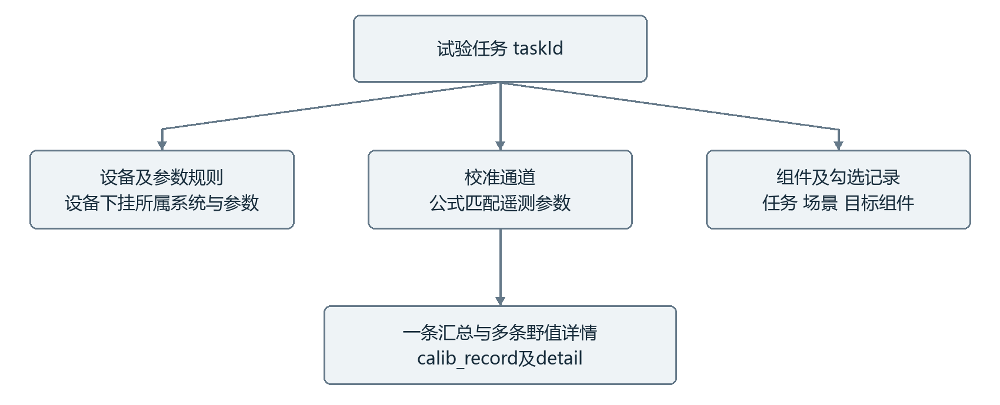 试验任务 taskId
设备及参数规则
设备下挂所属系统与参数
校准通道
公式匹配遥测参数
组件及勾选记录
任务 场景 目标组件
一条汇总与多条野值详情
calib_record及detail